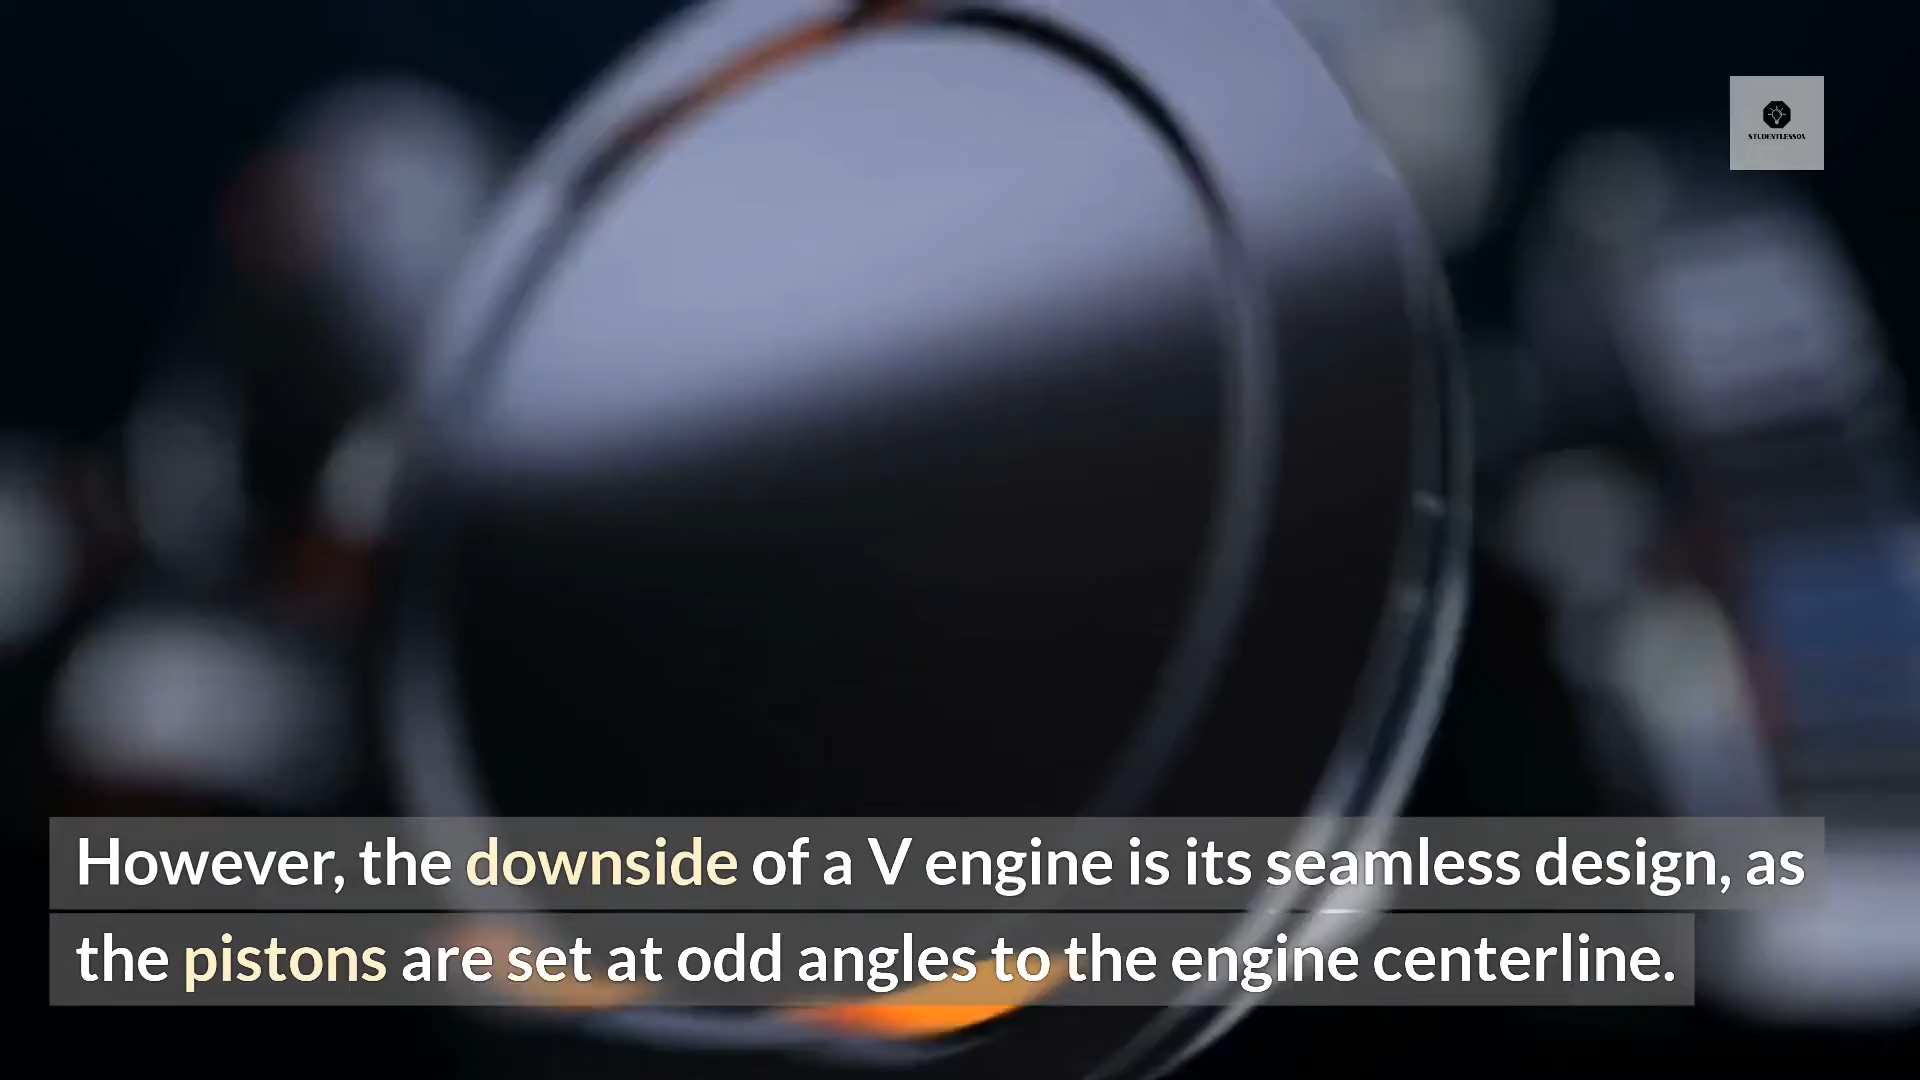 STUDENTLESSON
However, the downside of a V engine is its seamless design, as
the pistons are set at odd angles to the engine centerline.